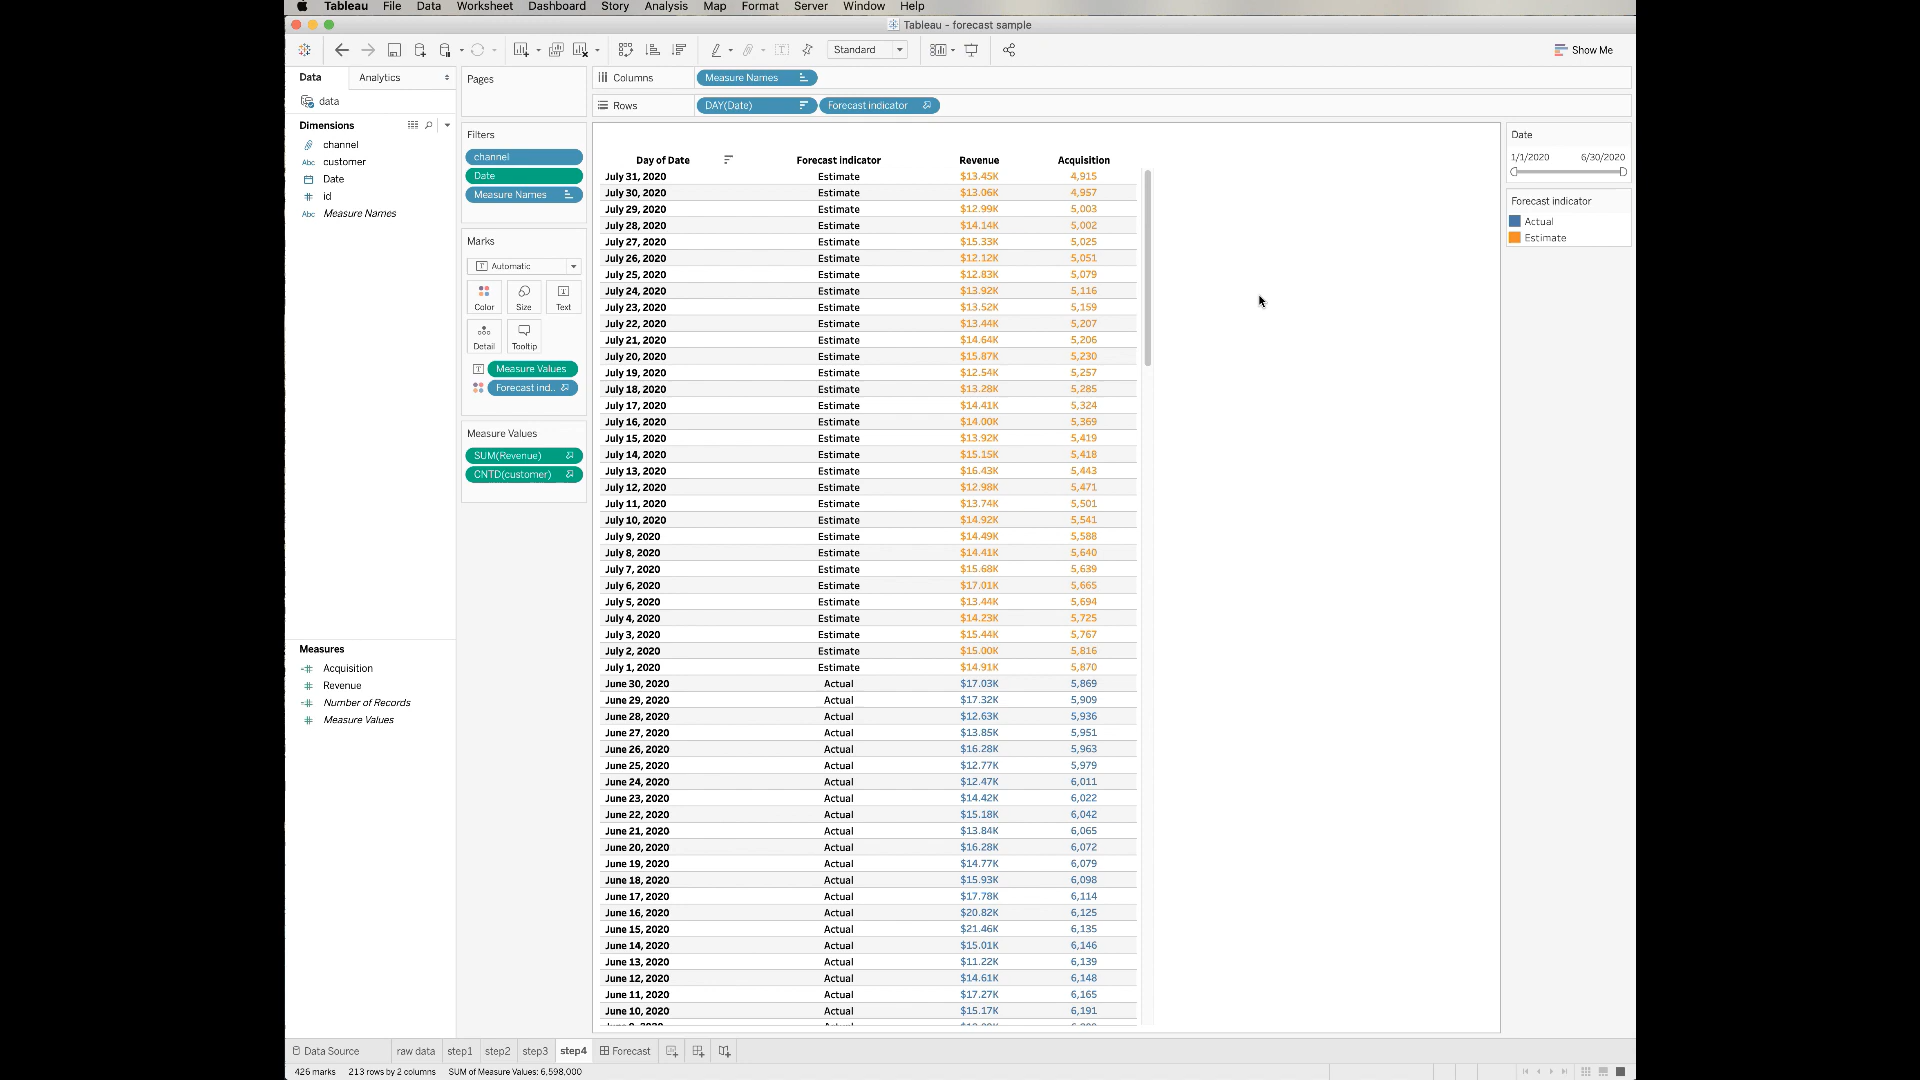 Tableau File Data Worksheet Dashboard Story Analysis Map Format Server Window Help
Tableau - forecast sample
Standard
Show Me
Data Analytics
data
Dimensions
channel
Abc customer
Date
# id
Abc Measure Names
Measures
Acquisition
Revenue
Number of Records
Measure Values
Pages
Filters
channel
Date
Measure Names
Marks
Automatic
Color Size Text
Detail Tooltip
Measure Values
Forecast ind..
Measure Values
SUM(Revenue)
CNTD(customer)
Columns Measure Names
Rows DAY(Date) Forecast indicator
Day of Date Forecast indicator Revenue Acquisition
July 31, 2020 Estimate $13.45K 4,915
July 30, 2020 Estimate $13.06K 4,957
July 29, 2020 Estimate $12.99K 5,003
July 28, 2020 Estimate $14.14K 5,002
July 27, 2020 Estimate $15.33K 5,025
July 26, 2020 Estimate $12.12K 5,051
July 25, 2020 Estimate $12.83K 5,079
July 24, 2020 Estimate $13.92K 5,116
July 23, 2020 Estimate $13.52K 5,159
July 22, 2020 Estimate $13.44K 5,207
July 21, 2020 Estimate $14.64K 5,206
July 20, 2020 Estimate $15.87K 5,230
July 19, 2020 Estimate $12.54K 5,257
July 18, 2020 Estimate $13.28K 5,285
July 17, 2020 Estimate $14.41K 5,324
July 16, 2020 Estimate $14.00K 5,369
July 15, 2020 Estimate $13.92K 5,419
July 14, 2020 Estimate $15.15K 5,418
July 13, 2020 Estimate $16.43K 5,443
July 12, 2020 Estimate $12.98K 5,471
July 11, 2020 Estimate $13.74K 5,501
July 10, 2020 Estimate $14.92K 5,541
July 9, 2020 Estimate $14.49K 5,588
July 8, 2020 Estimate $14.41K 5,640
July 7, 2020 Estimate $15.68K 5,639
July 6, 2020 Estimate $17.01K 5,665
July 5, 2020 Estimate $13.44K 5,694
July 4, 2020 Estimate $14.23K 5,725
July 3, 2020 Estimate $15.44K 5,767
July 2, 2020 Estimate $15.00K 5,816
July 1, 2020 Estimate $14.91K 5,870
June 30, 2020 Actual $17.03K 5,869
June 29, 2020 Actual $17.32K 5,909
June 28, 2020 Actual $12.63K 5,936
June 27, 2020 Actual $13.85K 5,951
June 26, 2020 Actual $16.28K 5,963
June 25, 2020 Actual $12.77K 5,979
June 24, 2020 Actual $12.47K 6,011
June 23, 2020 Actual $14.42K 6,022
June 22, 2020 Actual $15.18K 6,042
June 21, 2020 Actual $13.84K 6,065
June 20, 2020 Actual $16.28K 6,072
June 19, 2020 Actual $14.77K 6,079
June 18, 2020 Actual $15.93K 6,098
June 17, 2020 Actual $17.78K 6,114
June 16, 2020 Actual $20.82K 6,125
June 15, 2020 Actual $21.46K 6,135
June 14, 2020 Actual $15.01K 6,146
June 13, 2020 Actual $11.22K 6,139
June 12, 2020 Actual $14.61K 6,148
June 11, 2020 Actual $17.27K 6,165
June 10, 2020 Actual $15.17K 6,191
Date
1/1/2020 6/30/2020
Forecast indicator
Actual
Estimate
Data Source raw data step1 step2 step3 step4 Forecast
426 marks 213 rows by 2 columns SUM of Measure Values: 6,598,000